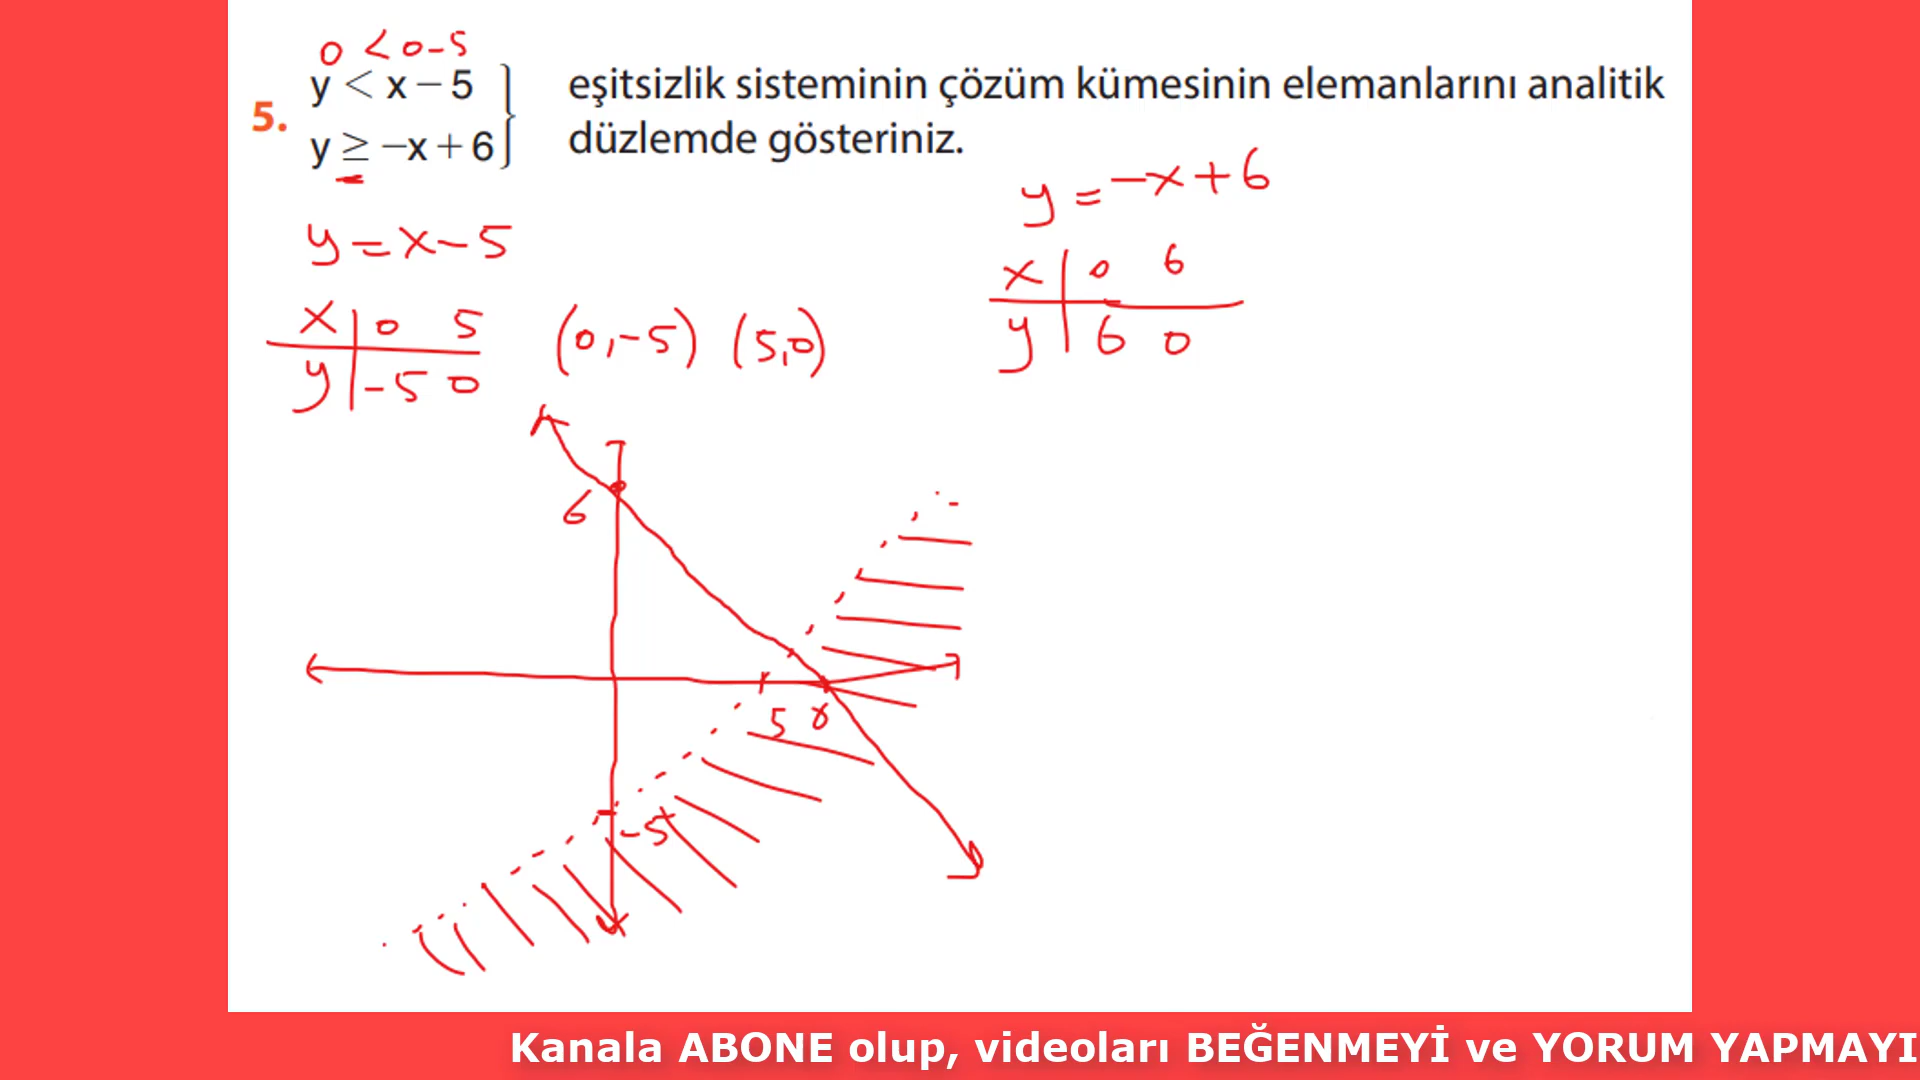 0 < 0-5
5. y < x - 5
y ≥ -x + 6
eşitsizlik sisteminin çözüm kümesinin elemanlarını analitik
düzlemde gösteriniz.
y = -x+6
y = x-5
x | 0 6
y | 6 0
x | 0 5
y | -5 0
(0,-5) (5,0)
6
5 6
-5
Kanala ABONE olup, videoları BEĞENMEYİ ve YORUM YAPMAYI